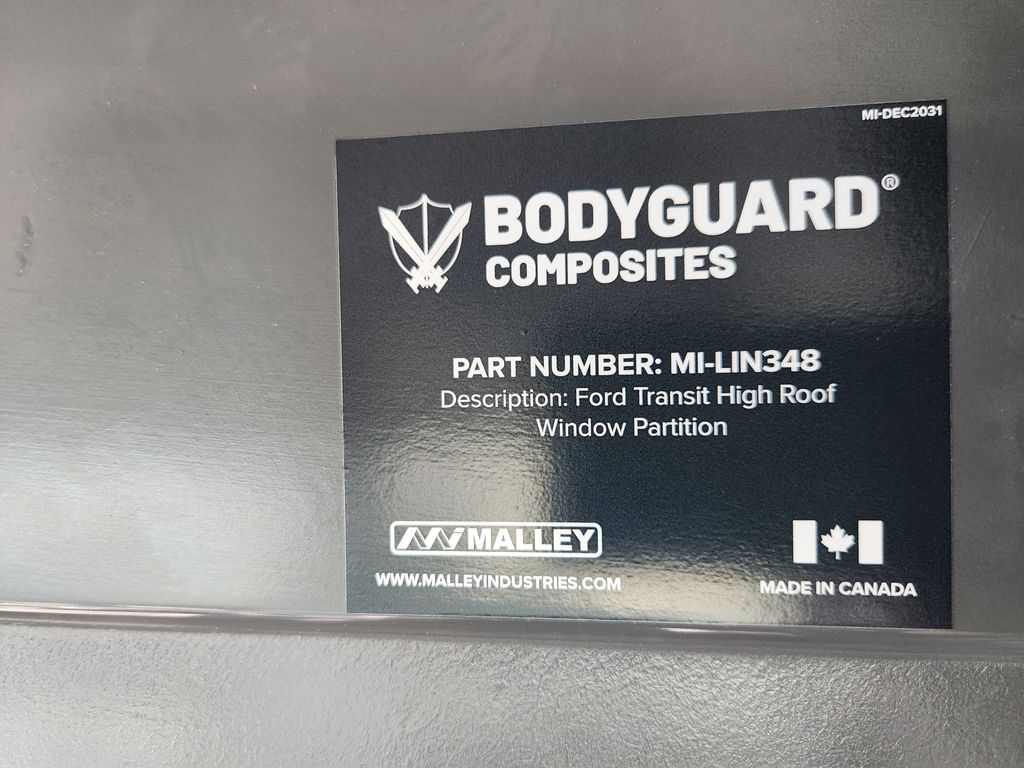 MI-DEC2031
BODYGUARD®
COMPOSITES
PART NUMBER: MI-LIN348
Description: Ford Transit High Roof
Window Partition
MALLEY
WWW.MALLEYINDUSTRIES.COM
MADE IN CANADA